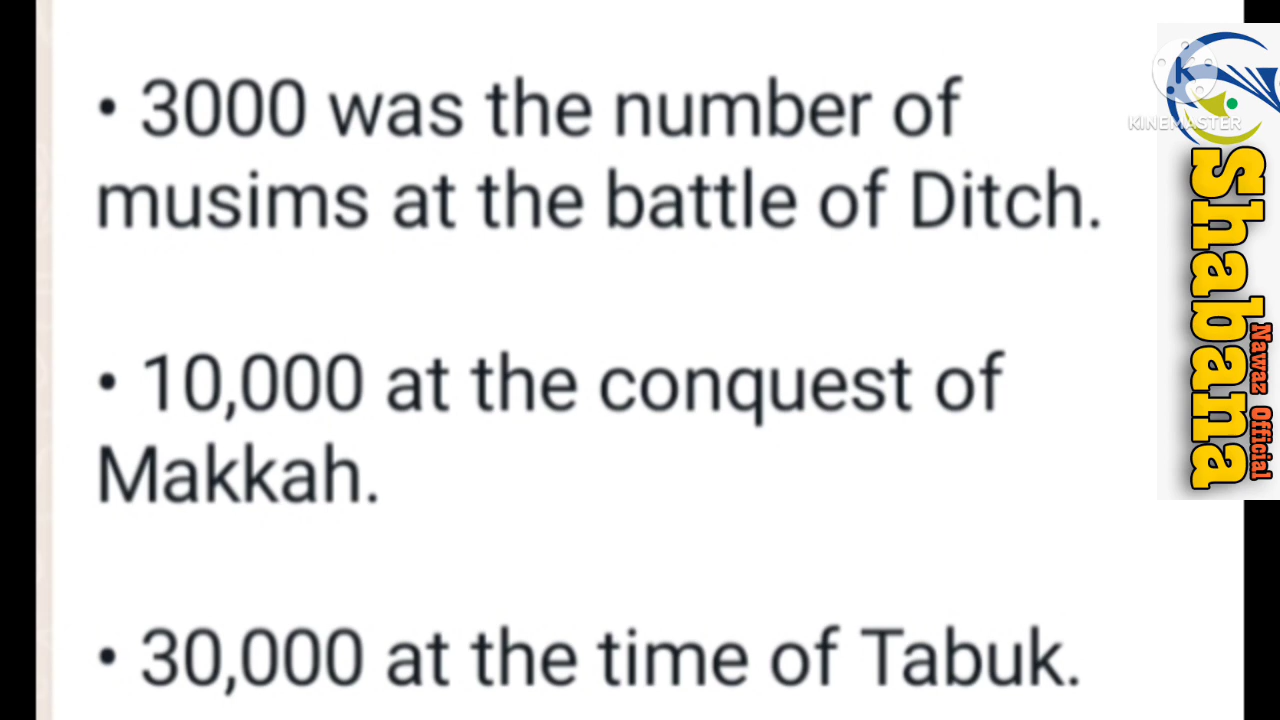 • 3000 was the number of
musims at the battle of Ditch.
• 10,000 at the conquest of
Makkah.
• 30,000 at the time of Tabuk.
K
KINEMASTER
Shabana
Nawaz Official